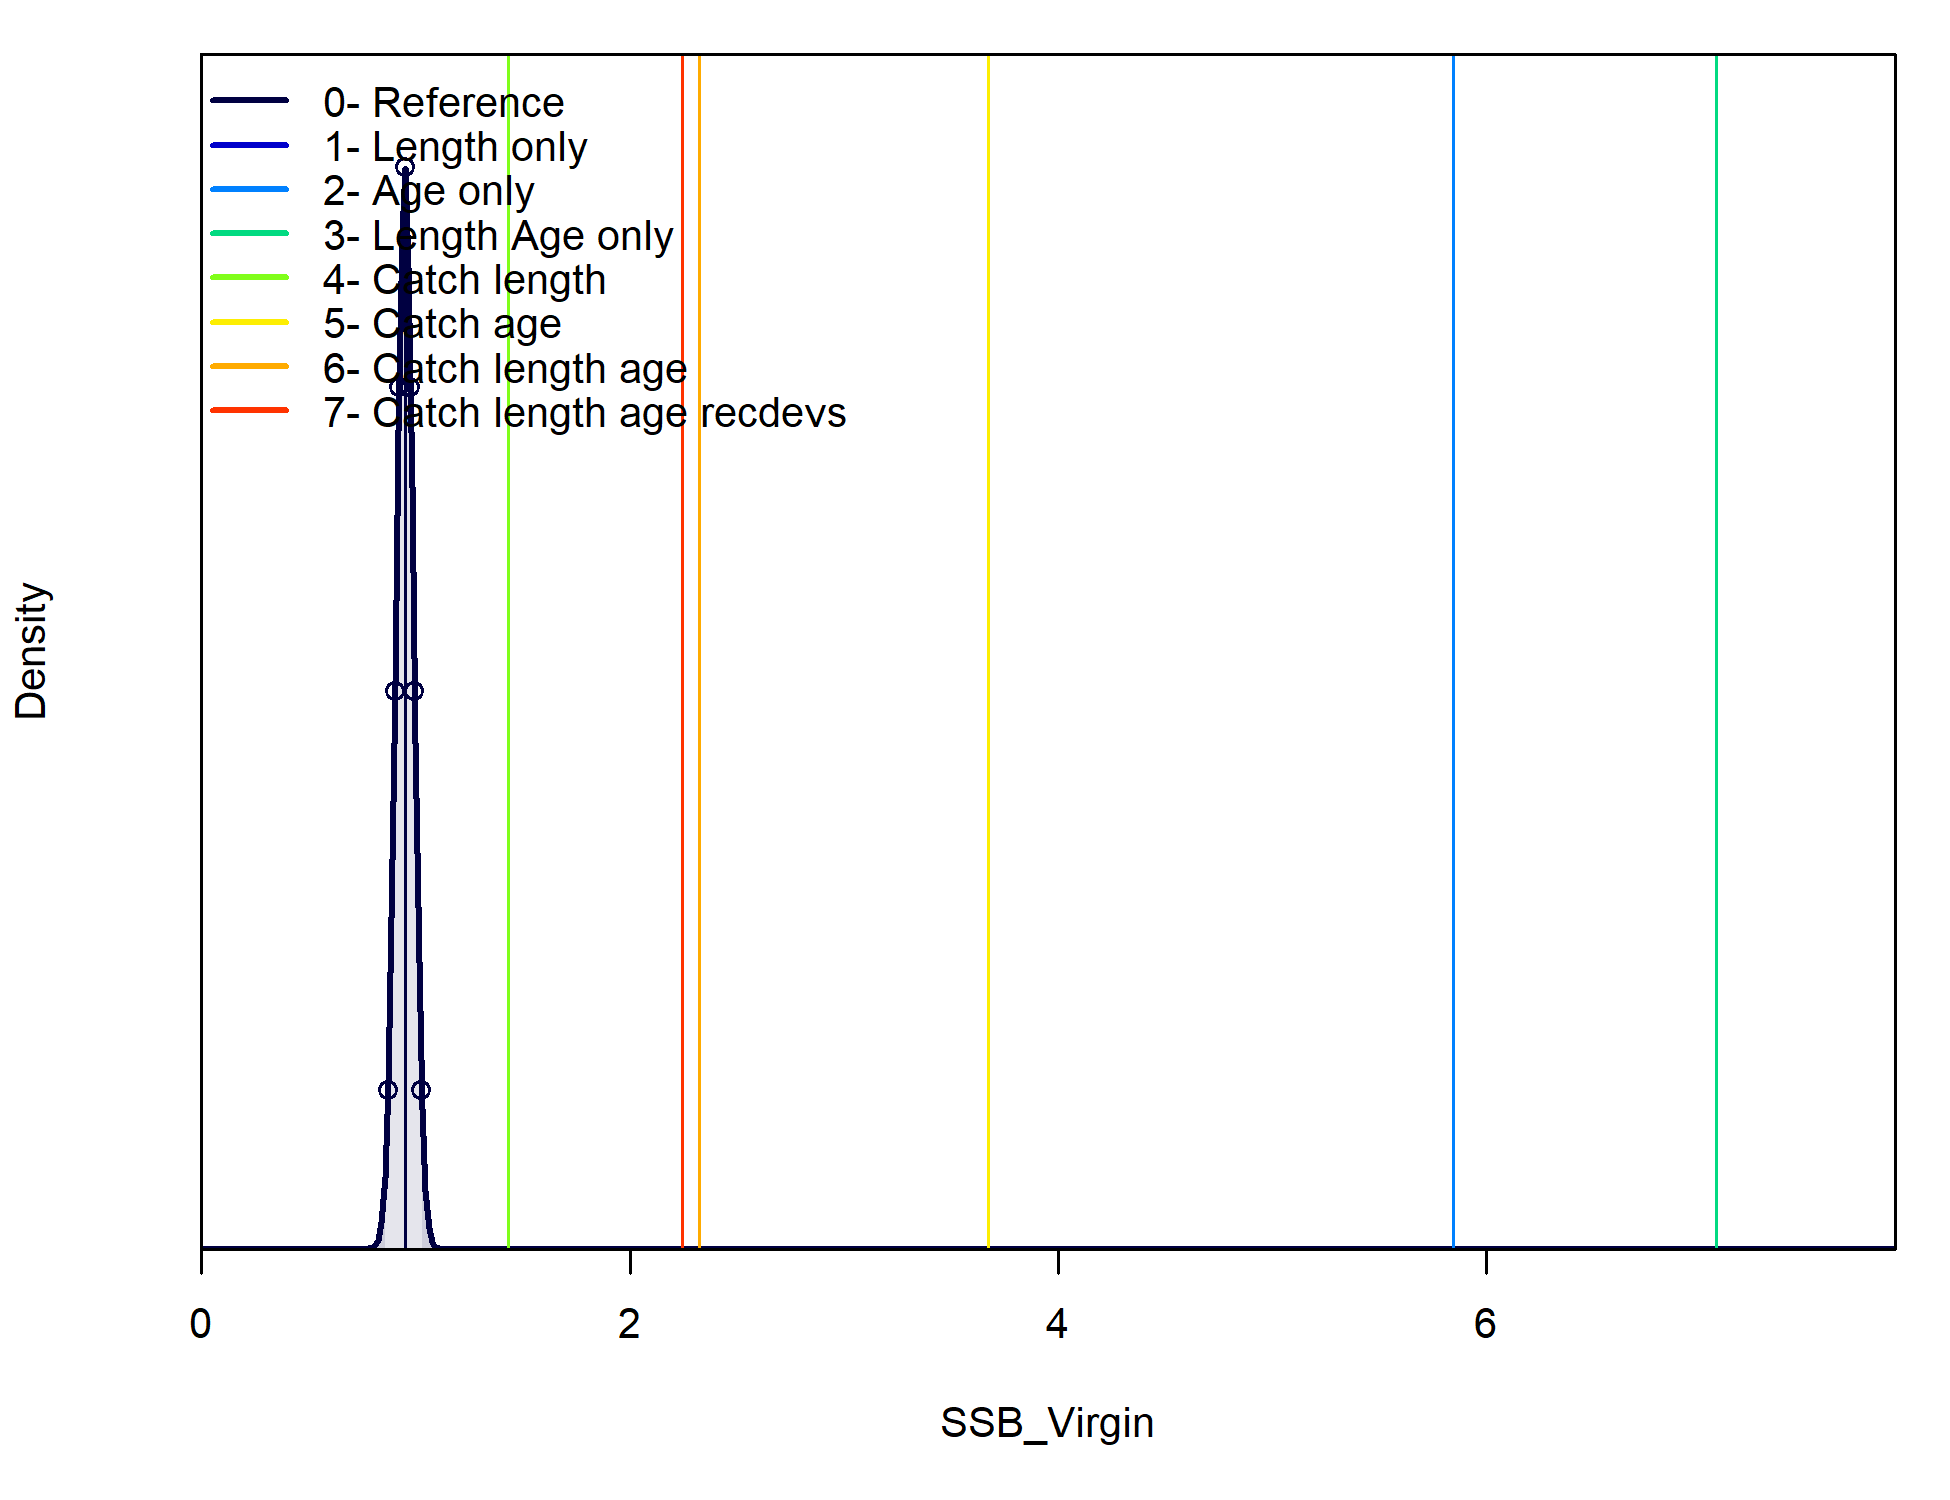 0- Reference
1- Length only
2- Age only
3- Length Age only
4- Catch length
5- Catch age
6- Catch length age
7- Catch length age recdevs
Density
0 2 4 6
SSB_Virgin